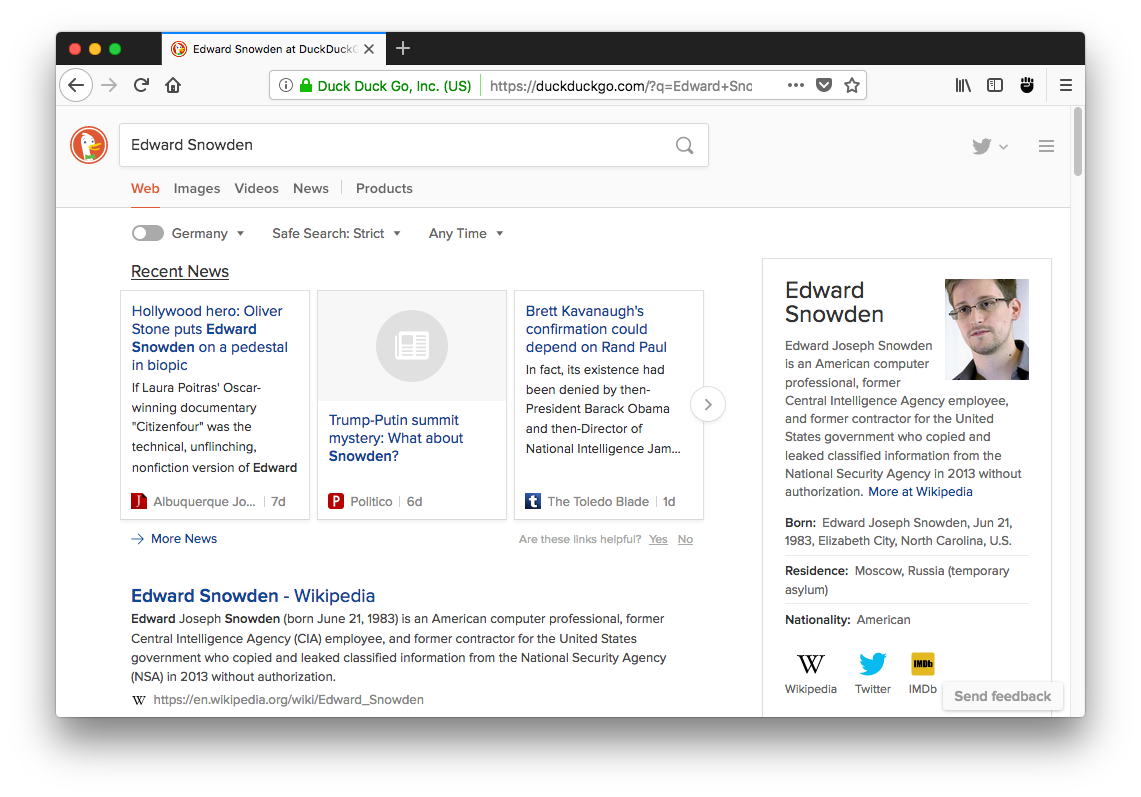 Edward Snowden at DuckDuckG
Duck Duck Go, Inc. (US)
https://duckduckgo.com/?q=Edward+Sno
Edward Snowden
Web Images Videos News Products
Germany Safe Search: Strict Any Time
Recent News
Hollywood hero: Oliver
Stone puts Edward
Snowden on a pedestal
in biopic
If Laura Poitras' Oscar-
winning documentary
"Citizenfour" was the
technical, unflinching,
nonfiction version of Edward
Albuquerque Jo... 7d
Trump-Putin summit
mystery: What about
Snowden?
P Politico 6d
Brett Kavanaugh's
confirmation could
depend on Rand Paul
In fact, its existence had
been denied by then-
President Barack Obama
and then-Director of
National Intelligence Jam...
t The Toledo Blade 1d
More News
Are these links helpful? Yes No
Edward Snowden - Wikipedia
Edward Joseph Snowden (born June 21, 1983) is an American computer professional, former
Central Intelligence Agency (CIA) employee, and former contractor for the United States
government who copied and leaked classified information from the National Security Agency
(NSA) in 2013 without authorization.
W https://en.wikipedia.org/wiki/Edward_Snowden
Edward
Snowden
Edward Joseph Snowden
is an American computer
professional, former
Central Intelligence Agency employee,
and former contractor for the United
States government who copied and
leaked classified information from the
National Security Agency in 2013 without
authorization. More at Wikipedia
Born: Edward Joseph Snowden, Jun 21,
1983, Elizabeth City, North Carolina, U.S.
Residence: Moscow, Russia (temporary
asylum)
Nationality: American
W IMDb
Wikipedia Twitter IMDb
Send feedback